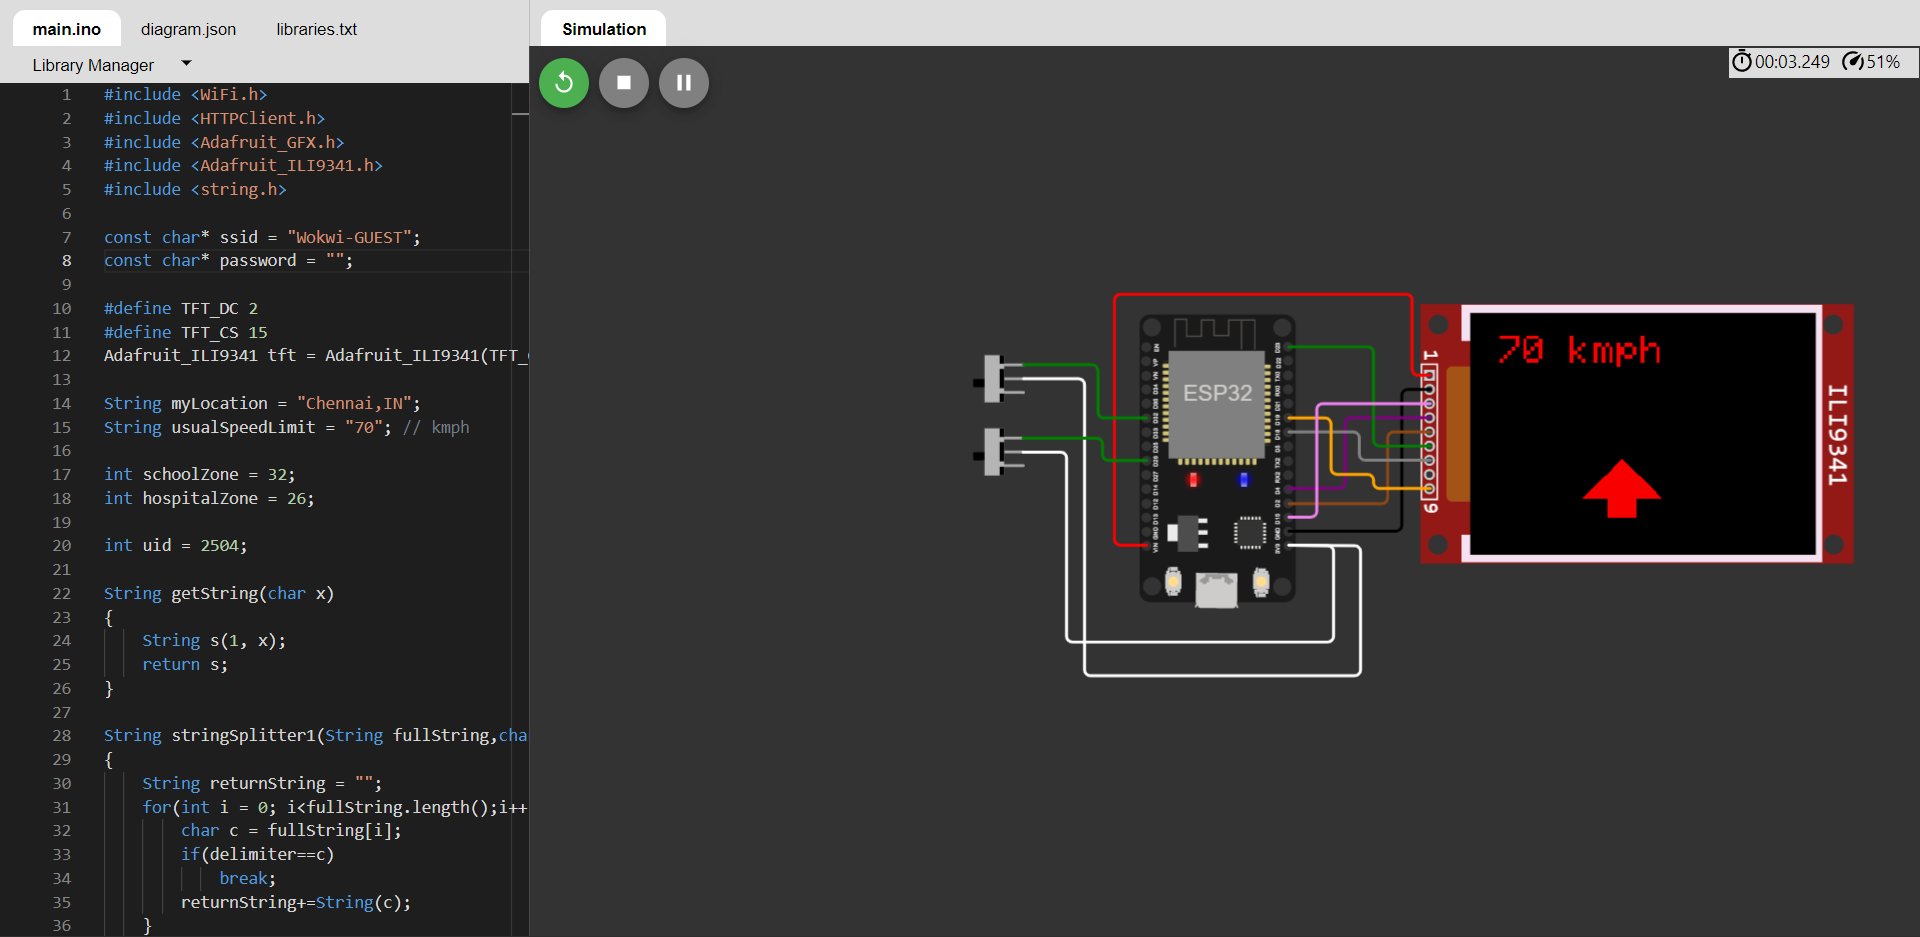 main.ino diagram.json libraries.txt
Library Manager
1 #include <WiFi.h>
2 #include <HTTPClient.h>
3 #include <Adafruit_GFX.h>
4 #include <Adafruit_ILI9341.h>
5 #include <string.h>
6
7 const char* ssid = "Wokwi-GUEST";
8 const char* password = "";
9
10 #define TFT_DC 2
11 #define TFT_CS 15
12 Adafruit_ILI9341 tft = Adafruit_ILI9341(TFT_
13
14 String myLocation = "Chennai,IN";
15 String usualSpeedLimit = "70"; // kmph
16
17 int schoolZone = 32;
18 int hospitalZone = 26;
19
20 int uid = 2504;
21
22 String getString(char x)
23 {
24 String s(1, x);
25 return s;
26 }
27
28 String stringSplitter1(String fullString,cha
29 {
30 String returnString = "";
31 for(int i = 0; i<fullString.length();i++
32 char c = fullString[i];
33 if(delimiter==c)
34 break;
35 returnString+=String(c);
36 }
Simulation
00:03.249 51%
ESP32
1
9
70 kmph
ILI9341